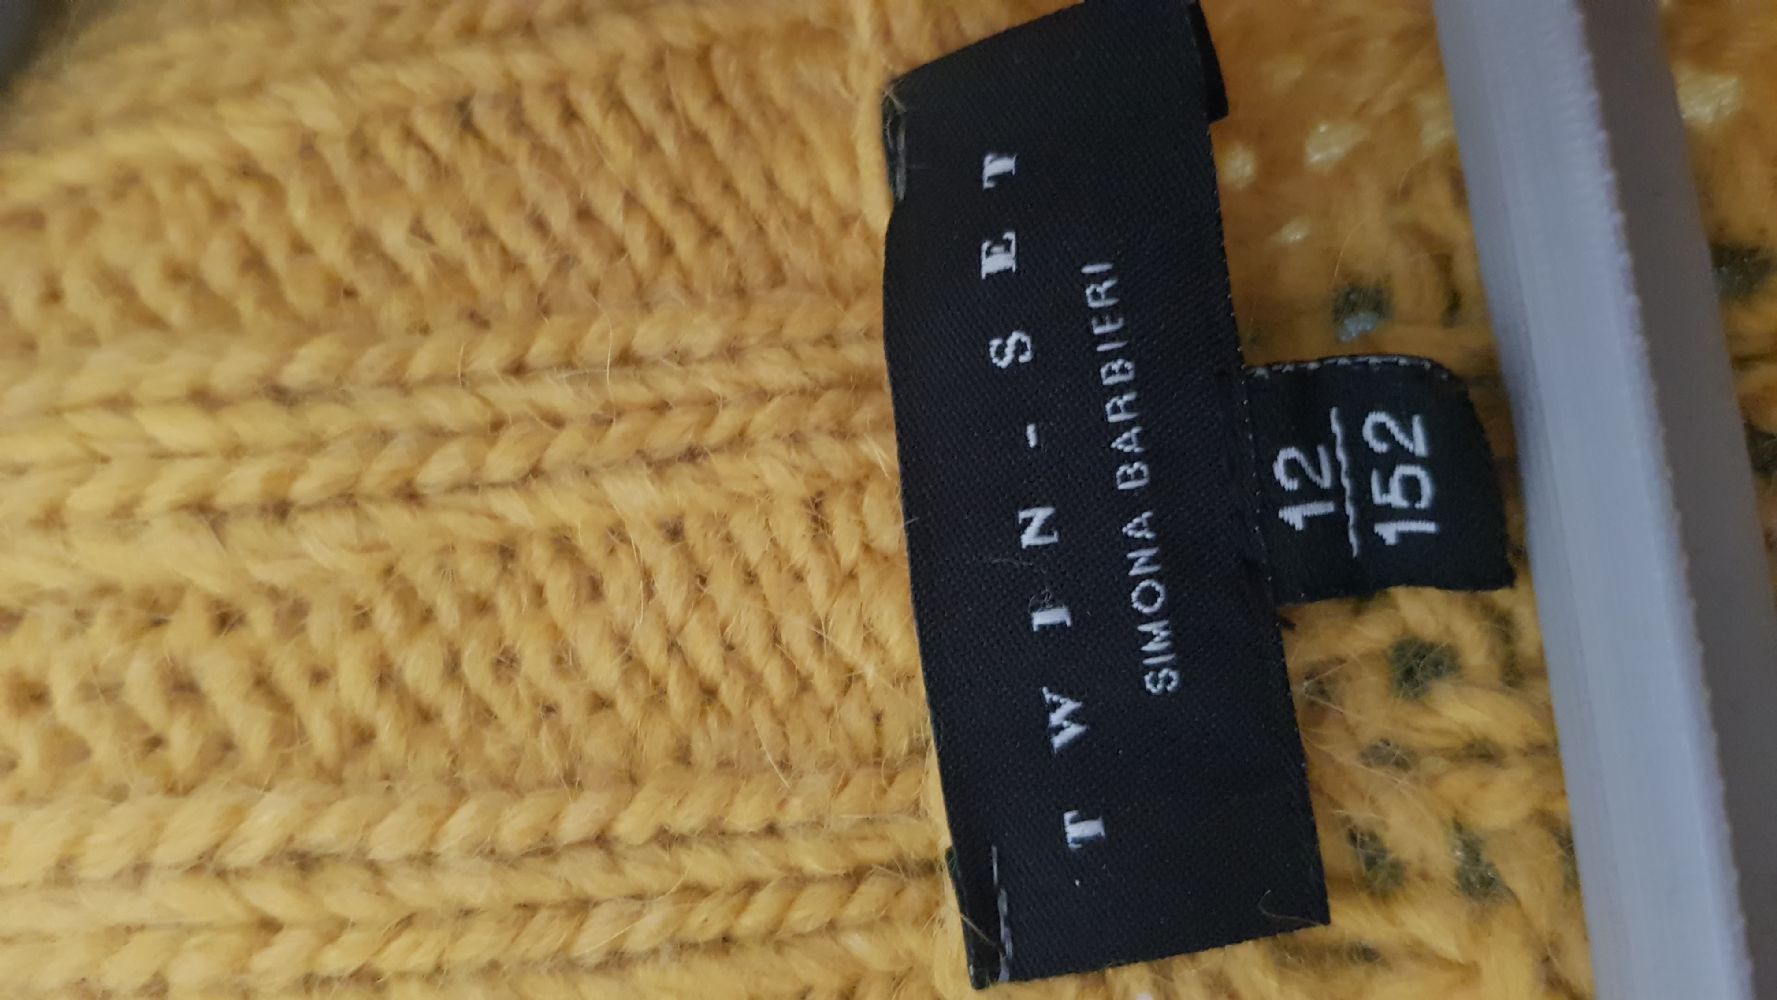 TWIN-SET
SIMONA BARBIERI
12
152